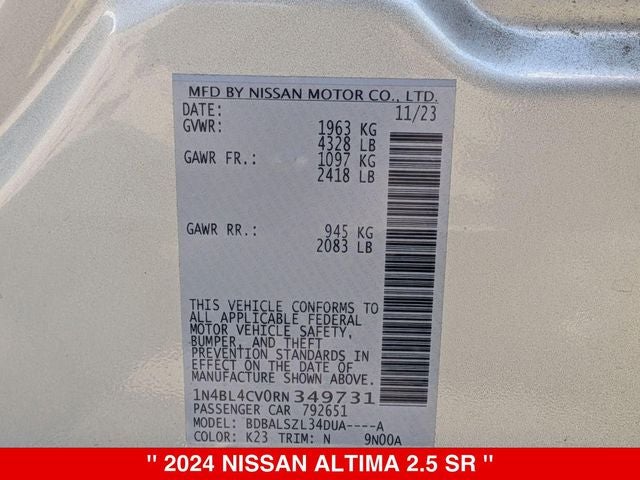 MFD BY NISSAN MOTOR CO., LTD.
DATE: 11/23
GVWR: 1963 KG
4328 LB
GAWR FR.: 1097 KG
2418 LB
GAWR RR.: 945 KG
2083 LB
THIS VEHICLE CONFORMS TO
ALL APPLICABLE FEDERAL
MOTOR VEHICLE SAFETY,
BUMPER, AND THEFT
PREVENTION STANDARDS IN
EFFECT ON THE DATE OF
MANUFACTURE SHOWN ABOVE.
1N4BL4CV0RN349731
PASSENGER CAR 792651
MODEL: BDBALSZL34DUA----A
COLOR: K23 TRIM: N 9N00A
" 2024 NISSAN ALTIMA 2.5 SR "